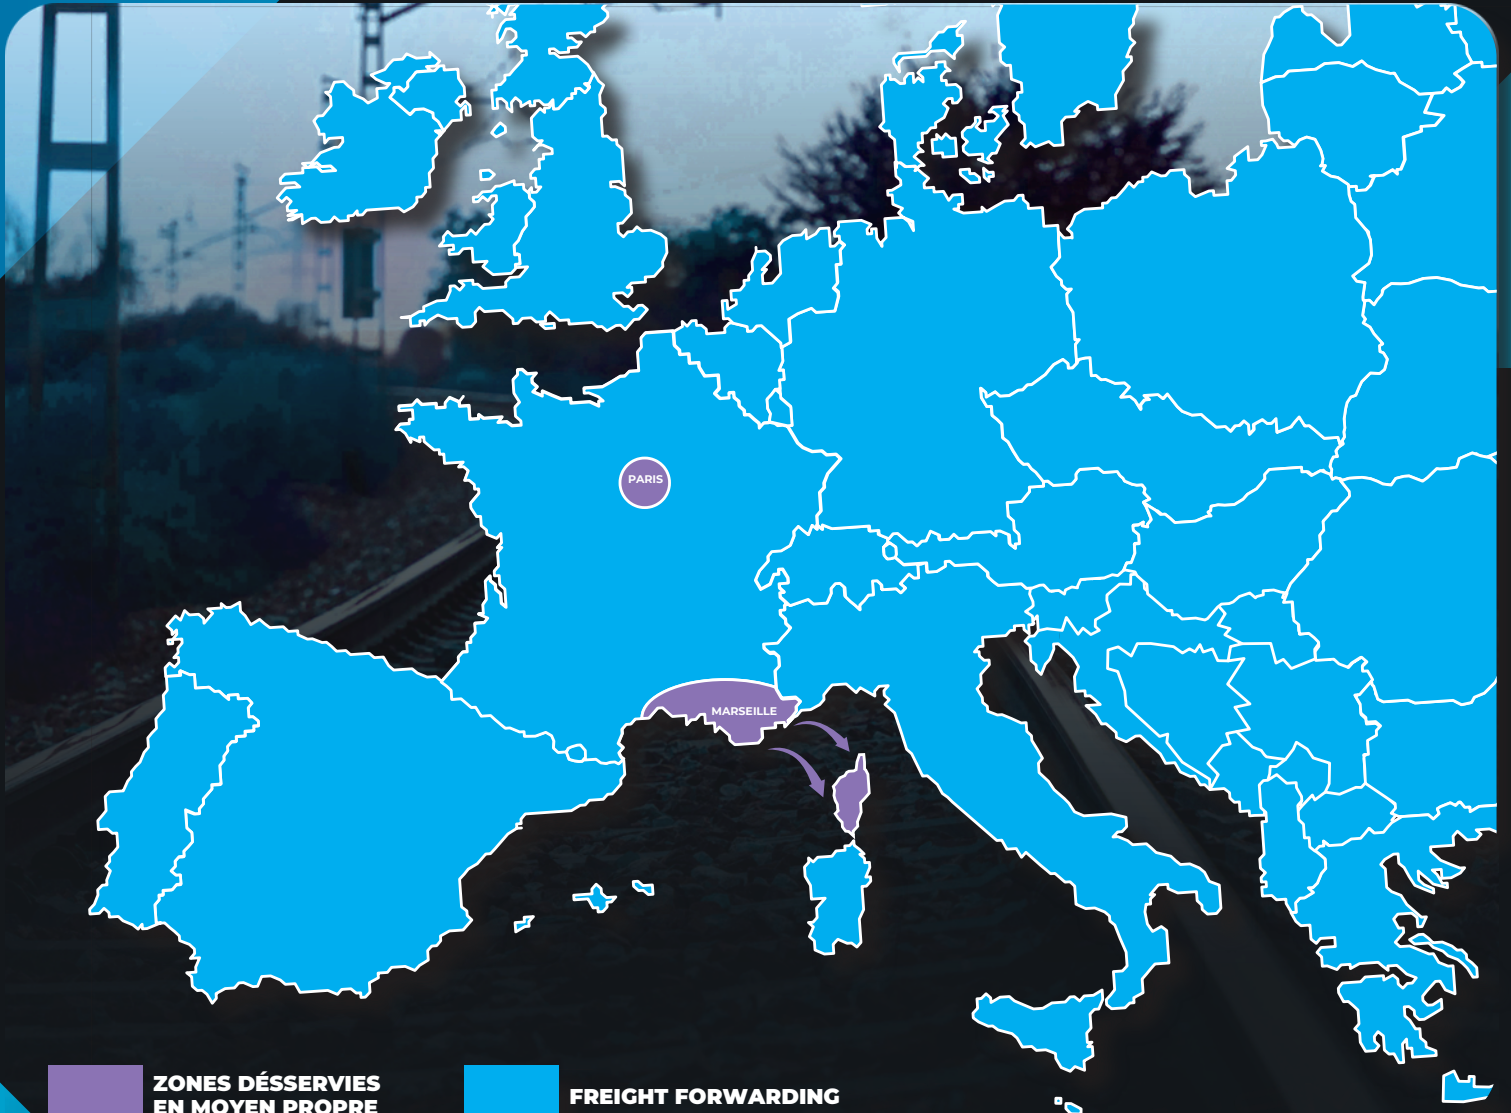 PARIS
MARSEILLE
ZONES DÉSSERVIES
EN MOYEN PROPRE
FREIGHT FORWARDING